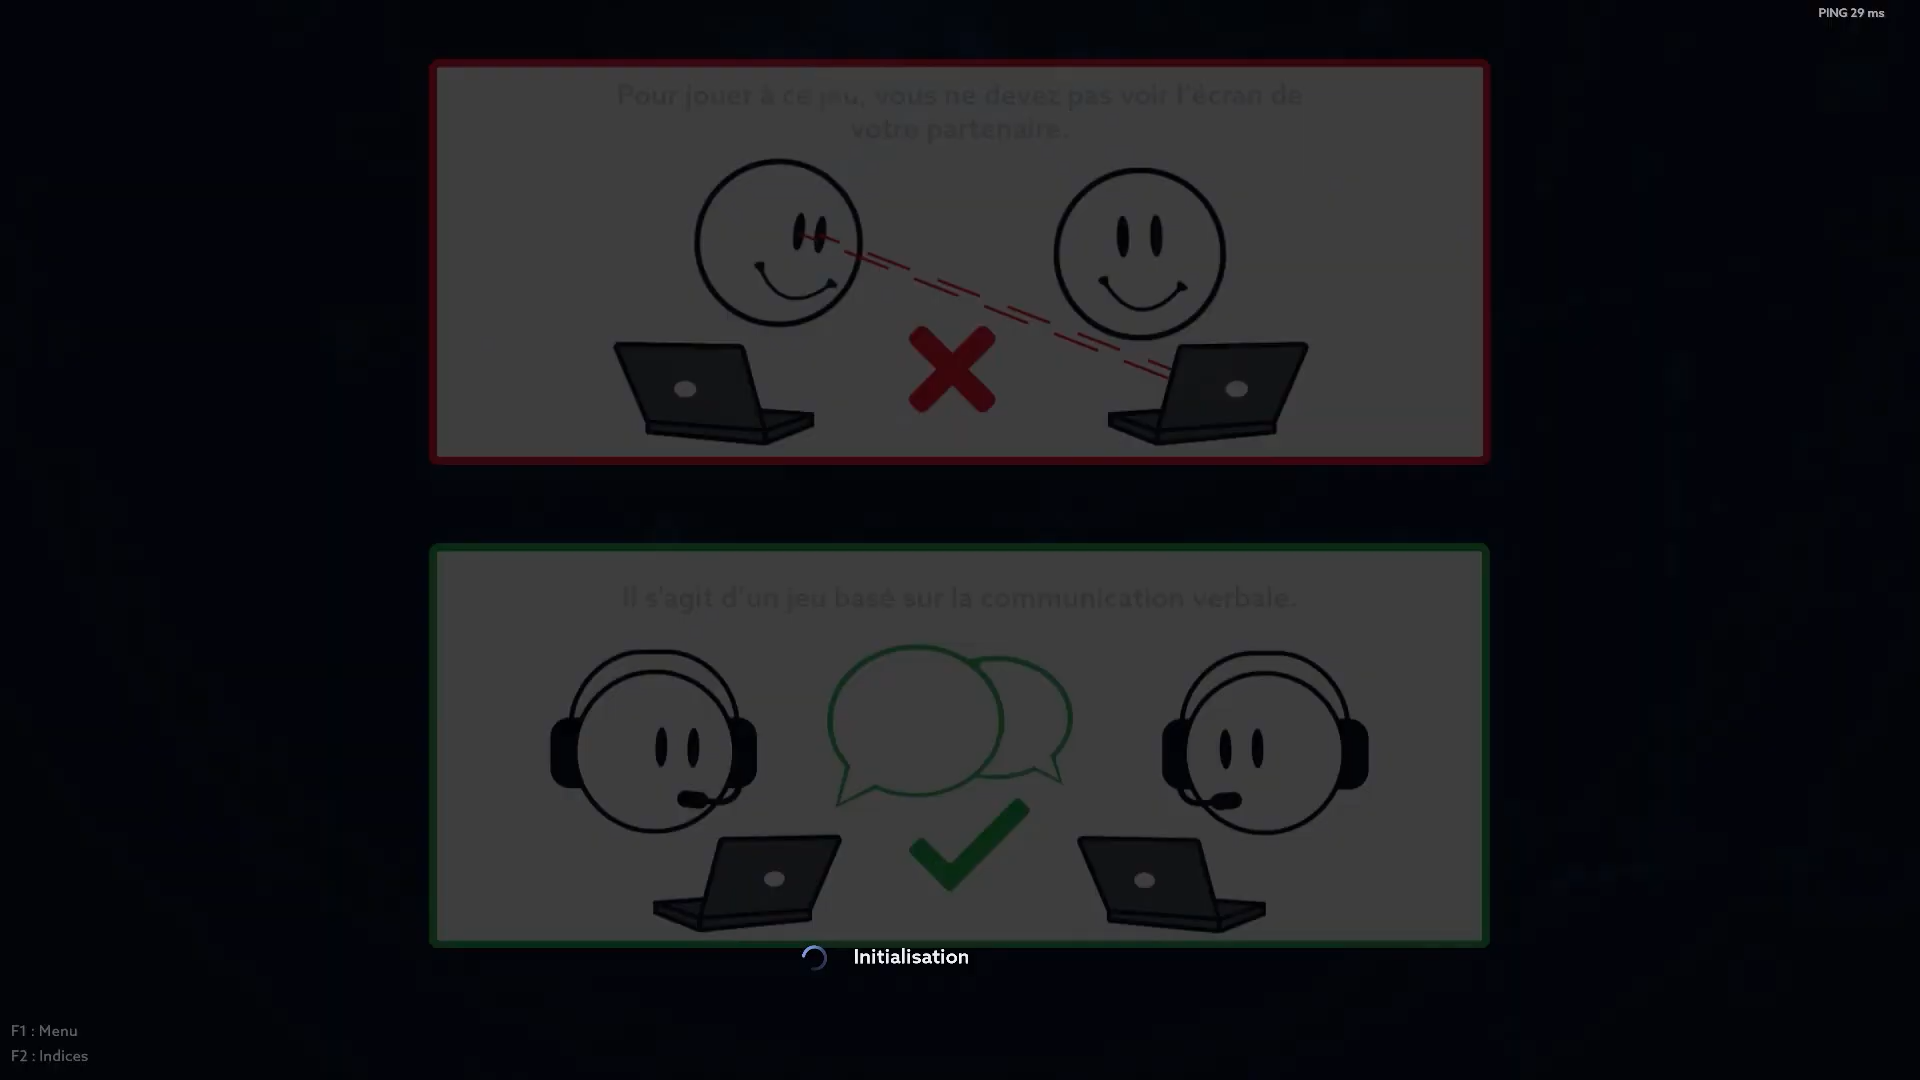 PING 29 ms
Pour jouer à ce jeu, vous ne devez pas voir l'écran de
votre partenaire.
Il s'agit d'un jeu basé sur la communication verbale.
Initialisation
F1 : Menu
F2 : Indices